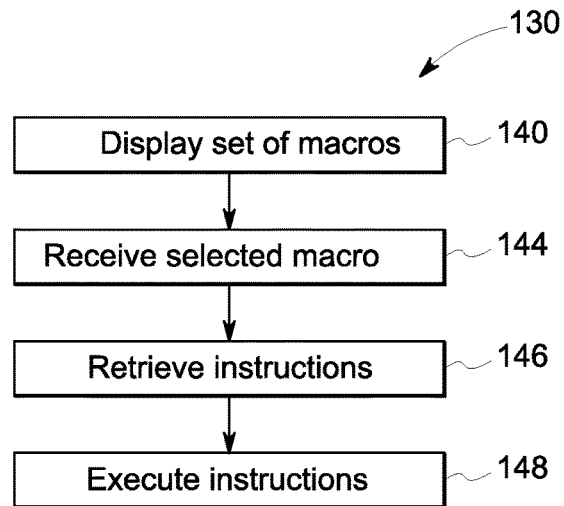 130
Display set of macros
140
Receive selected macro
144
Retrieve instructions
146
Execute instructions
148